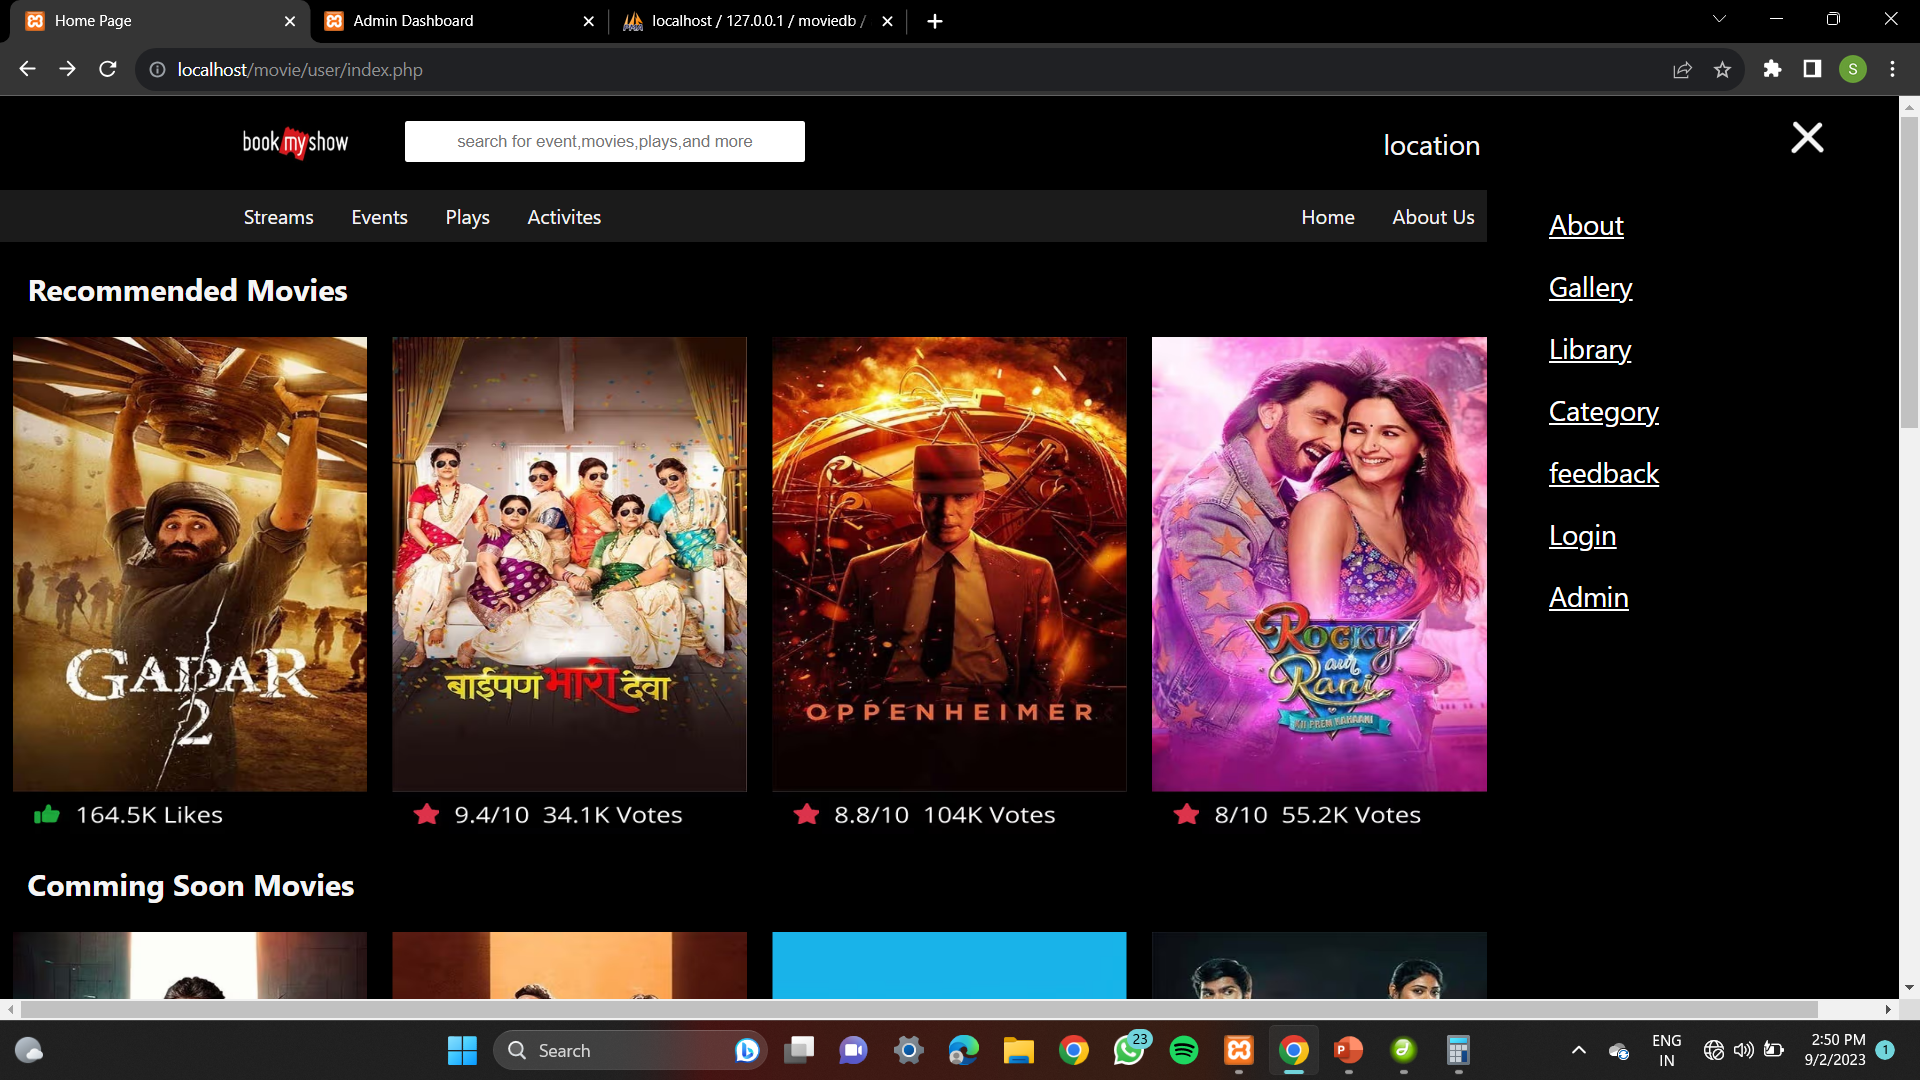 Home Page
Admin Dashboard
localhost / 127.0.0.1 / moviedb /
localhost/movie/user/index.php
S
book my show
search for event,movies,plays,and more
location
Streams Events Plays Activites Home About Us
About
Gallery
Library
Category
feedback
Login
Admin
Recommended Movies
GADAR
2
बाईपण भारी देवा
OPPENHEIMER
Rocky
aur
Rani
KII PREM KAHAANI
164.5K Likes
9.4/10 34.1K Votes
8.8/10 104K Votes
8/10 55.2K Votes
Comming Soon Movies
Search
23
ENG
IN
2:50 PM
9/2/2023
1